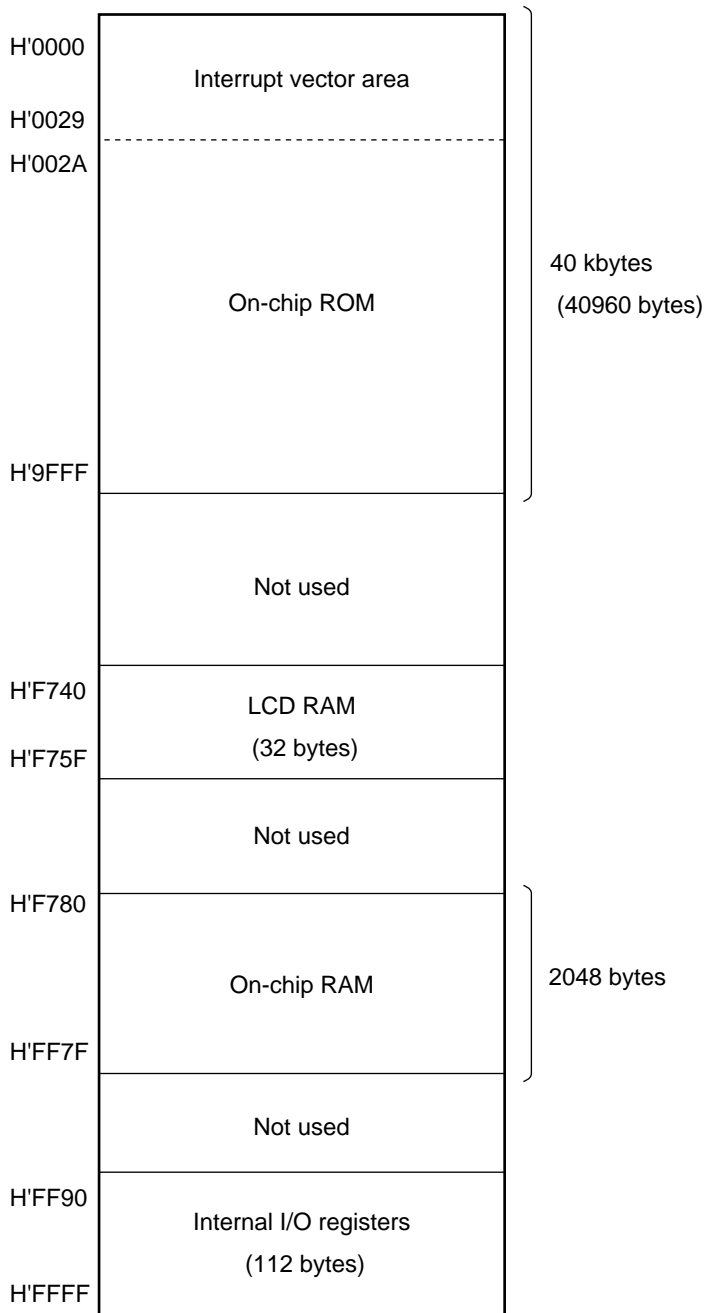 H'0000
Interrupt vector area
H'0029
H'002A
On-chip ROM
40 kbytes
(40960 bytes)
H'9FFF
Not used
H'F740
LCD RAM
(32 bytes)
H'F75F
Not used
H'F780
On-chip RAM
2048 bytes
H'FF7F
Not used
H'FF90
Internal I/O registers
(112 bytes)
H'FFFF